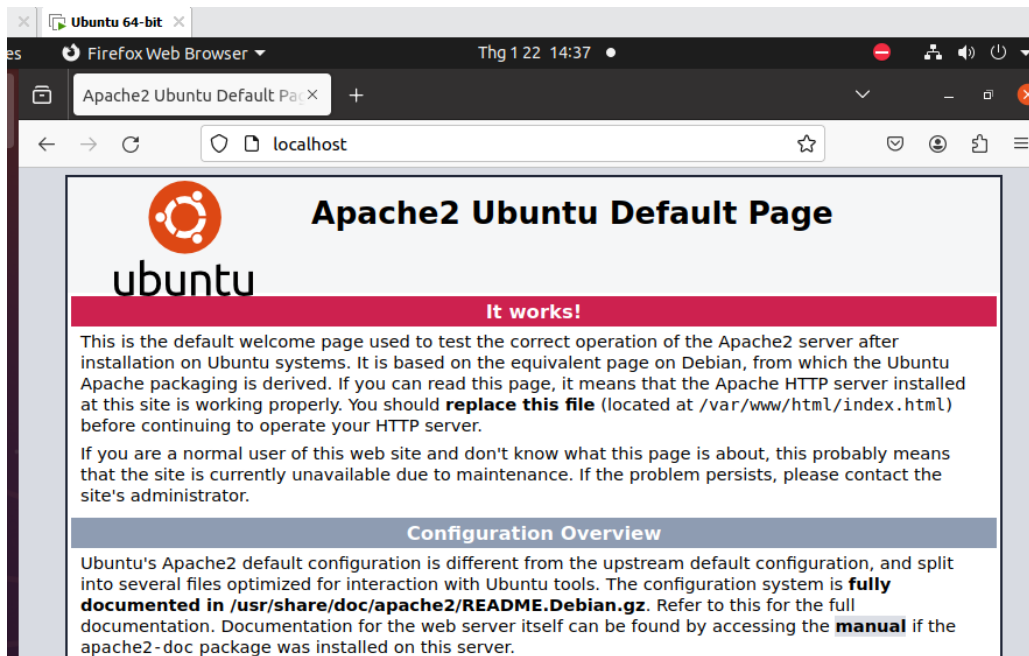 Ubuntu 64-bit
es Firefox Web Browser Thg 1 22 14:37
Apache2 Ubuntu Default Pag
localhost
ubuntu
Apache2 Ubuntu Default Page
It works!
This is the default welcome page used to test the correct operation of the Apache2 server after
installation on Ubuntu systems. It is based on the equivalent page on Debian, from which the Ubuntu
Apache packaging is derived. If you can read this page, it means that the Apache HTTP server installed
at this site is working properly. You should replace this file (located at /var/www/html/index.html)
before continuing to operate your HTTP server.
If you are a normal user of this web site and don't know what this page is about, this probably means
that the site is currently unavailable due to maintenance. If the problem persists, please contact the
site's administrator.
Configuration Overview
Ubuntu's Apache2 default configuration is different from the upstream default configuration, and split
into several files optimized for interaction with Ubuntu tools. The configuration system is fully
documented in /usr/share/doc/apache2/README.Debian.gz. Refer to this for the full
documentation. Documentation for the web server itself can be found by accessing the manual if the
apache2-doc package was installed on this server.